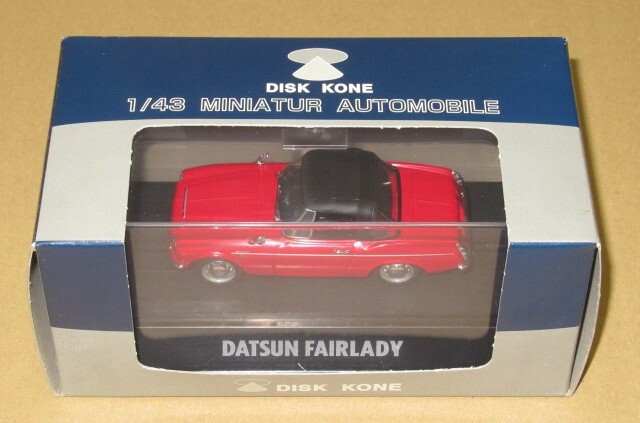 DISK KONE
1/43 MINIATUR AUTOMOBILE
DATSUN FAIRLADY
DISK KONE